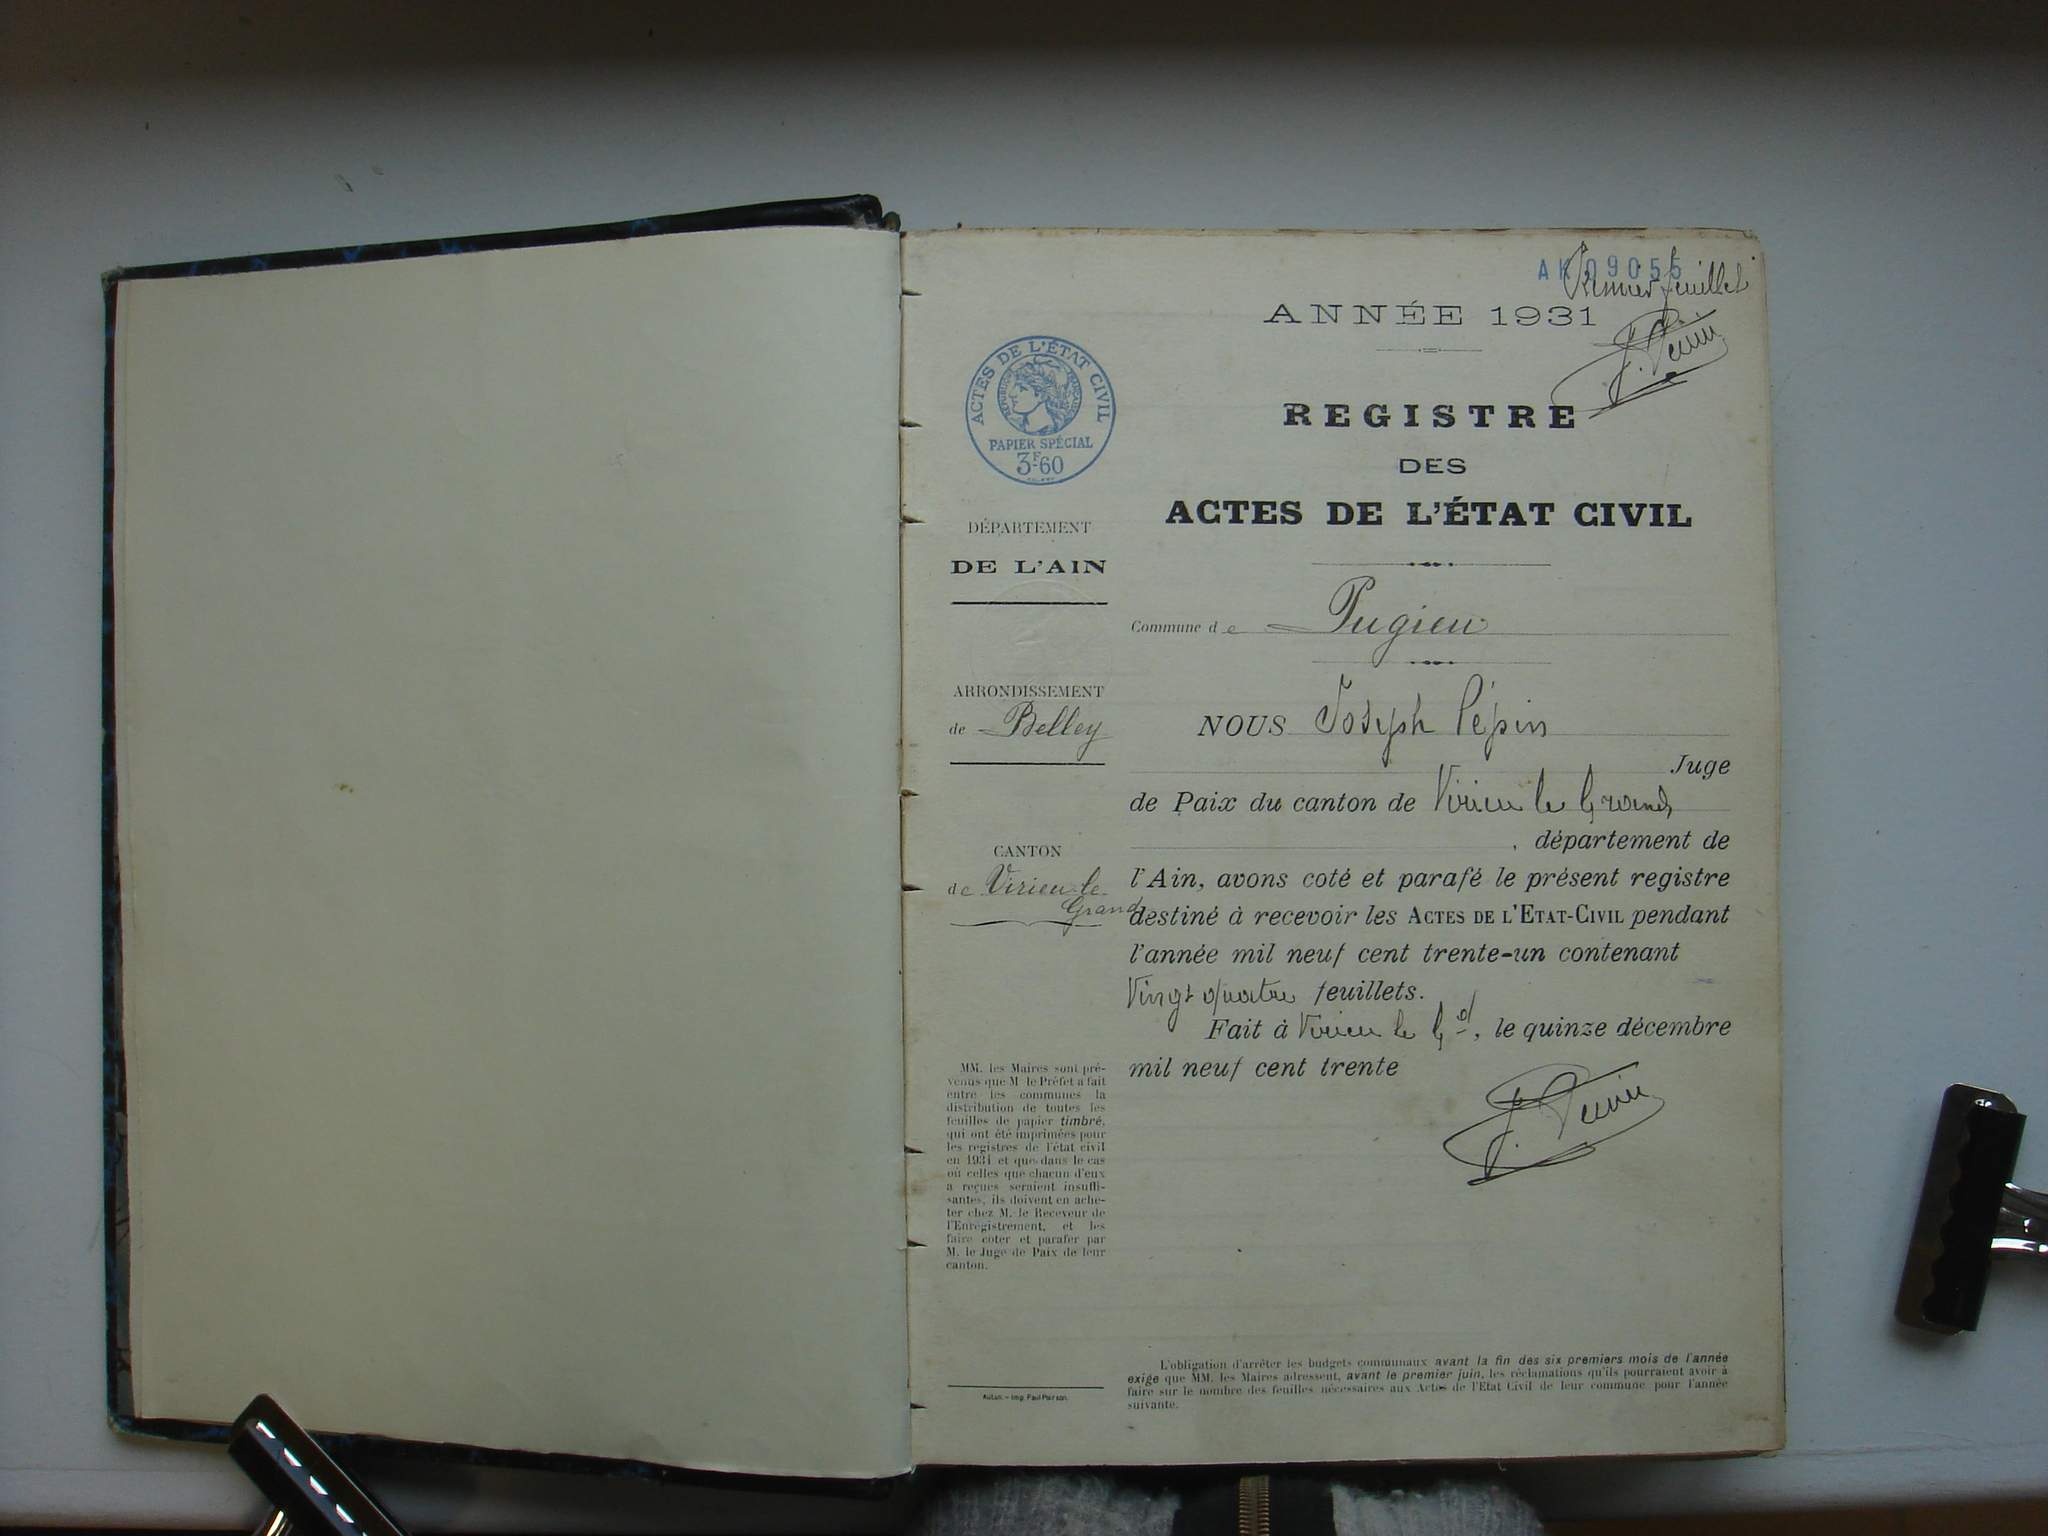 AK 09055
Premier feuillet
ANNÉE 1931
J. Pépin
REGISTRE
DES
ACTES DE L'ÉTAT CIVIL
ACTES DE L'ÉTAT CIVIL
RÉPUBLIQUE FRANÇAISE
PAPIER SPÉCIAL
3F60
DÉPARTEMENT
DE L'AIN
Commune de Pugieu
ARRONDISSEMENT
de Belley
CANTON
de Virieu-le-
Grand
NOUS Joseph Pépin
Juge
de Paix du canton de Virieu le Grand
, département de
l'Ain, avons coté et parafé le présent registre
destiné à recevoir les ACTES DE L'ETAT-CIVIL pendant
l'année mil neuf cent trente-un contenant
Vingt quatre feuillets.
Fait à Virieu le Gd, le quinze décembre
mil neuf cent trente
J. Pépin
MM. les Maires sont pré-
venus que M. le Préfet a fait
entre les communes la
distribution de toutes les
feuilles de papier timbré,
qui ont été imprimées pour
les registres de l'état civil
en 1931 et que dans le cas
où celles que chacun d'eux
a reçues seraient insuffi-
santes, ils doivent en ache-
ter chez M. le Receveur de
l'Enregistrement, et les
faire coter et parafer par
M. le Juge de Paix de leur
canton.
Autun. — Imp. Paul Poirson.
L'obligation d'arrêter les budgets communaux avant la fin des six premiers mois de l'année
exige que MM. les Maires adressent, avant le premier juin, les réclamations qu'ils pourraient avoir à
faire sur le nombre des feuilles nécessaires aux Actes de l'Etat Civil de leur commune pour l'année
suivante.